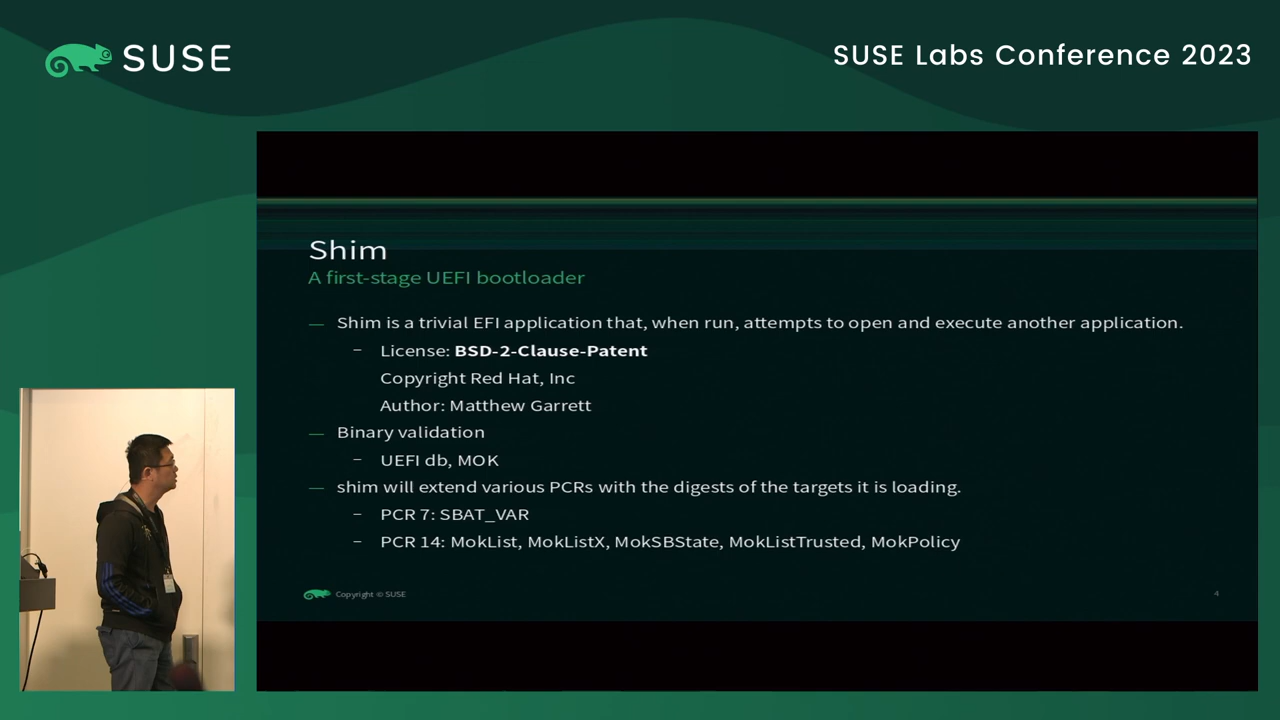 SUSE
SUSE Labs Conference 2023
Shim
A first-stage UEFI bootloader
— Shim is a trivial EFI application that, when run, attempts to open and execute another application.
– License: BSD-2-Clause-Patent
Copyright Red Hat, Inc
Author: Matthew Garrett
— Binary validation
– UEFI db, MOK
— shim will extend various PCRs with the digests of the targets it is loading.
– PCR 7: SBAT_VAR
– PCR 14: MokList, MokListX, MokSBState, MokListTrusted, MokPolicy
Copyright © SUSE
4